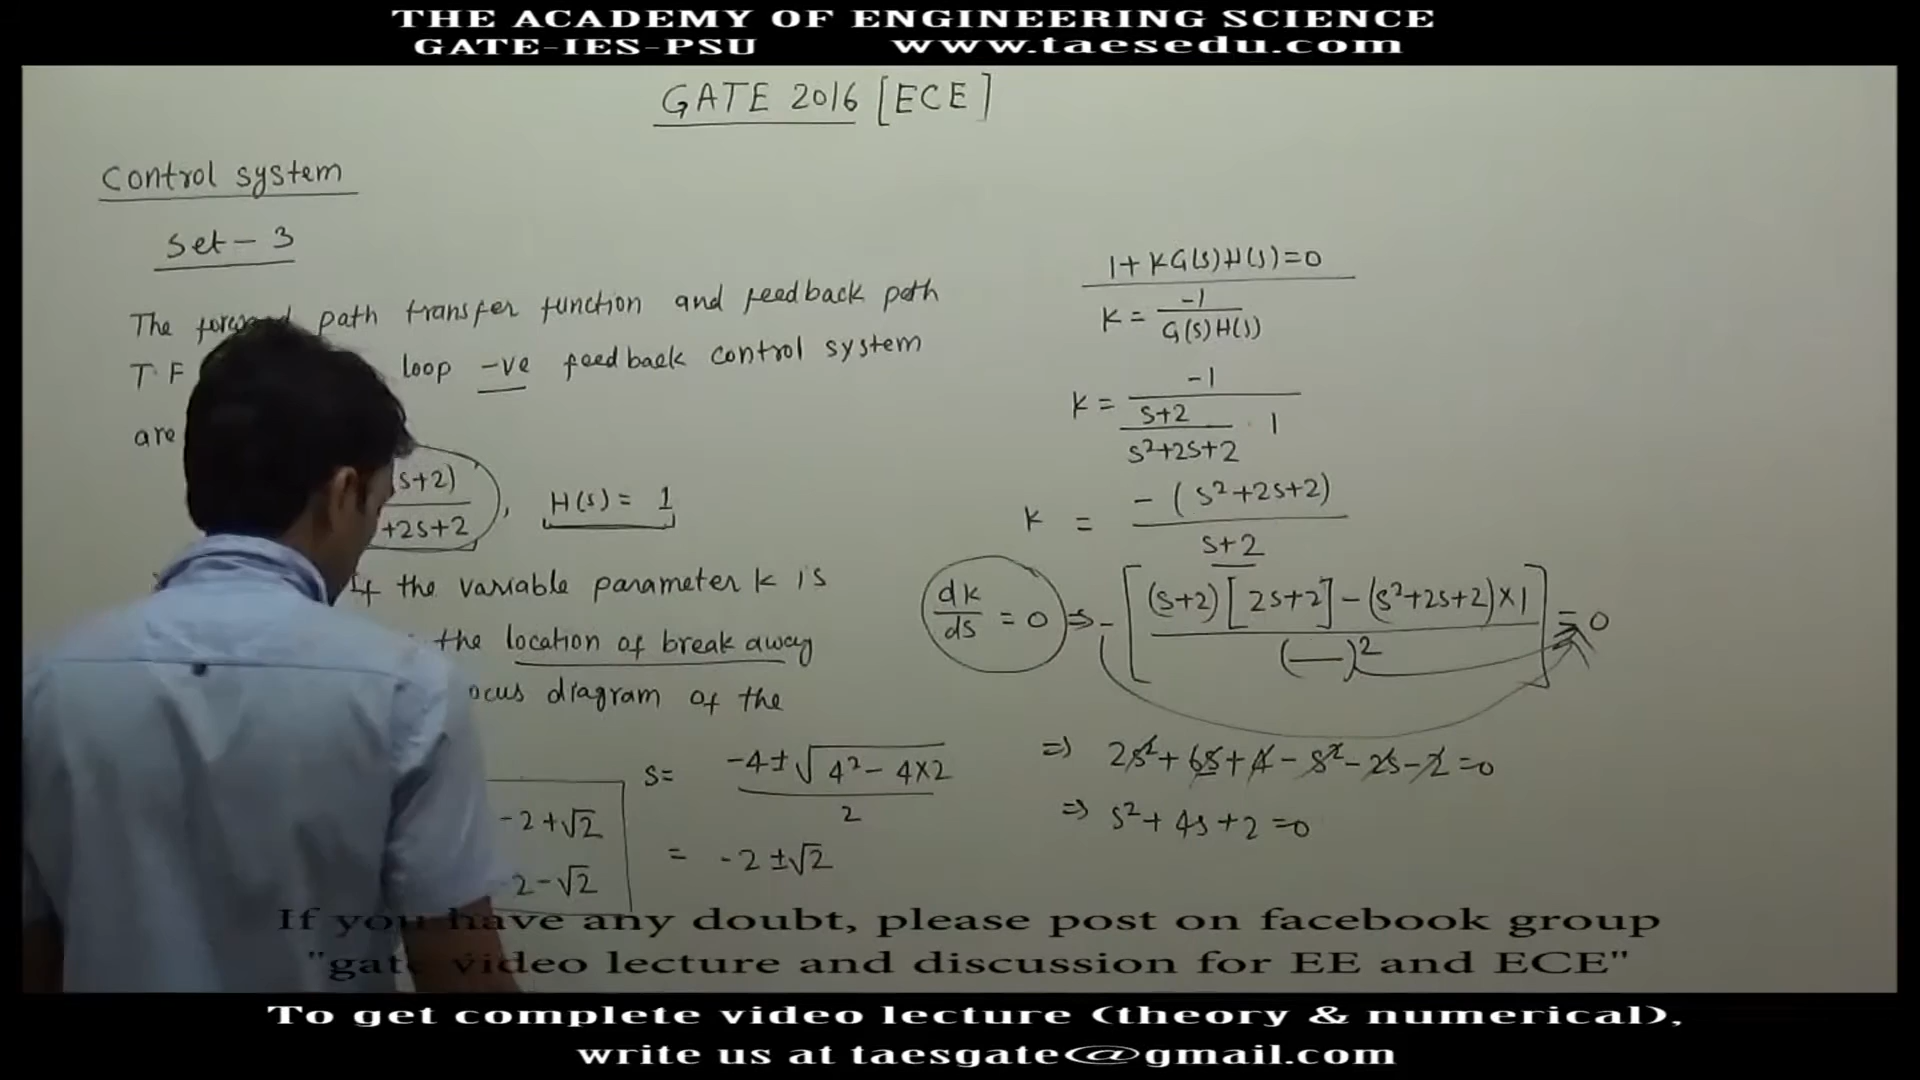 THE ACADEMY OF ENGINEERING SCIENCE
GATE-IES-PSU www.taesedu.com
GATE 2016 [ECE]
Control system
Set - 3
The forward path transfer function and feedback path
T.F loop -ve feedback control system
are
(s+2)
+2s+2 , H(s) = 1
If the variable parameter k is
the location of break away
locus diagram of the
-2+√2
2-√2
s= -4±√4²-4×2
2
= -2±√2
1+KG(s)H(s)=0
K = -1
G(s)H(s)
K = -1
s+2 . 1
s²+2s+2
K = -(s²+2s+2)
s+2
dk/ds = 0 ⇒ -[(s+2)[2s+2]-(s²+2s+2)×1 / (—)²] = 0
⇒ 2s²+6s+4-s²-2s-2=0
⇒ s²+4s+2=0
If you have any doubt, please post on facebook group
"gate video lecture and discussion for EE and ECE"
To get complete video lecture (theory & numerical),
write us at taesgate@gmail.com